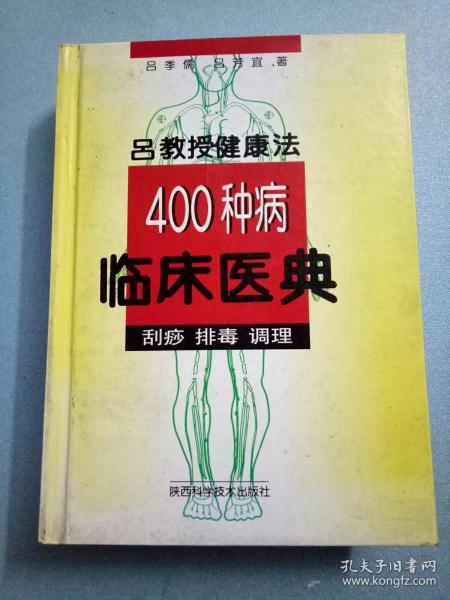 吕季儒 吕芳宜 著
吕教授健康法
400种病
临床医典
刮痧 排毒 调理
陕西科学技术出版社
孔夫子旧书网
www.kongfz.com